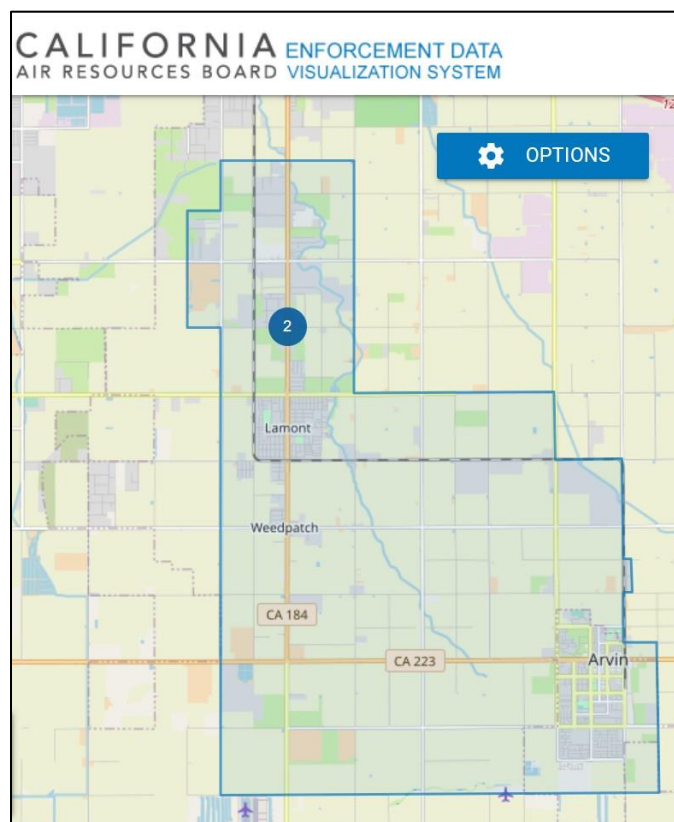 CALIFORNIA ENFORCEMENT DATA
AIR RESOURCES BOARD VISUALIZATION SYSTEM
OPTIONS
2
Lamont
Weedpatch
CA 184
CA 223
Arvin